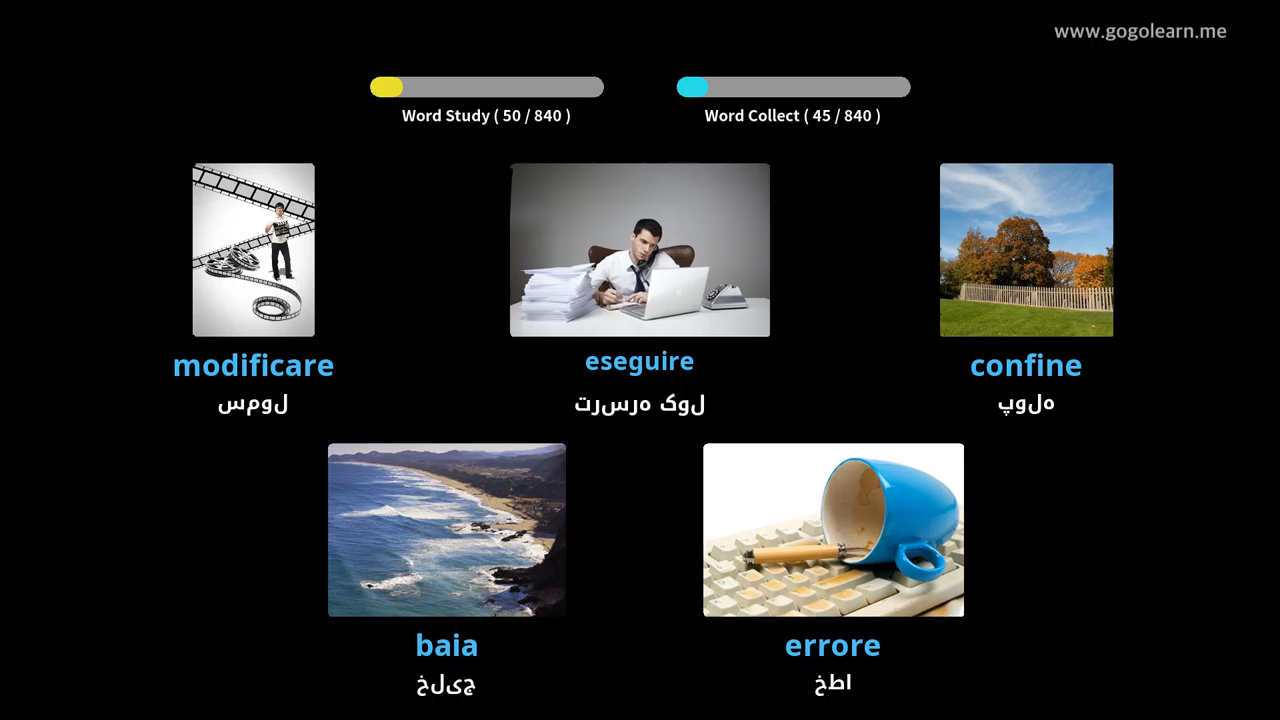 www.gogolearn.me
Word Study ( 50 / 840 )
Word Collect ( 45 / 840 )
modificare
لومس
eseguire
لوک هرسرت
confine
هلوپ
baia
جیلخ
errore
اطخ